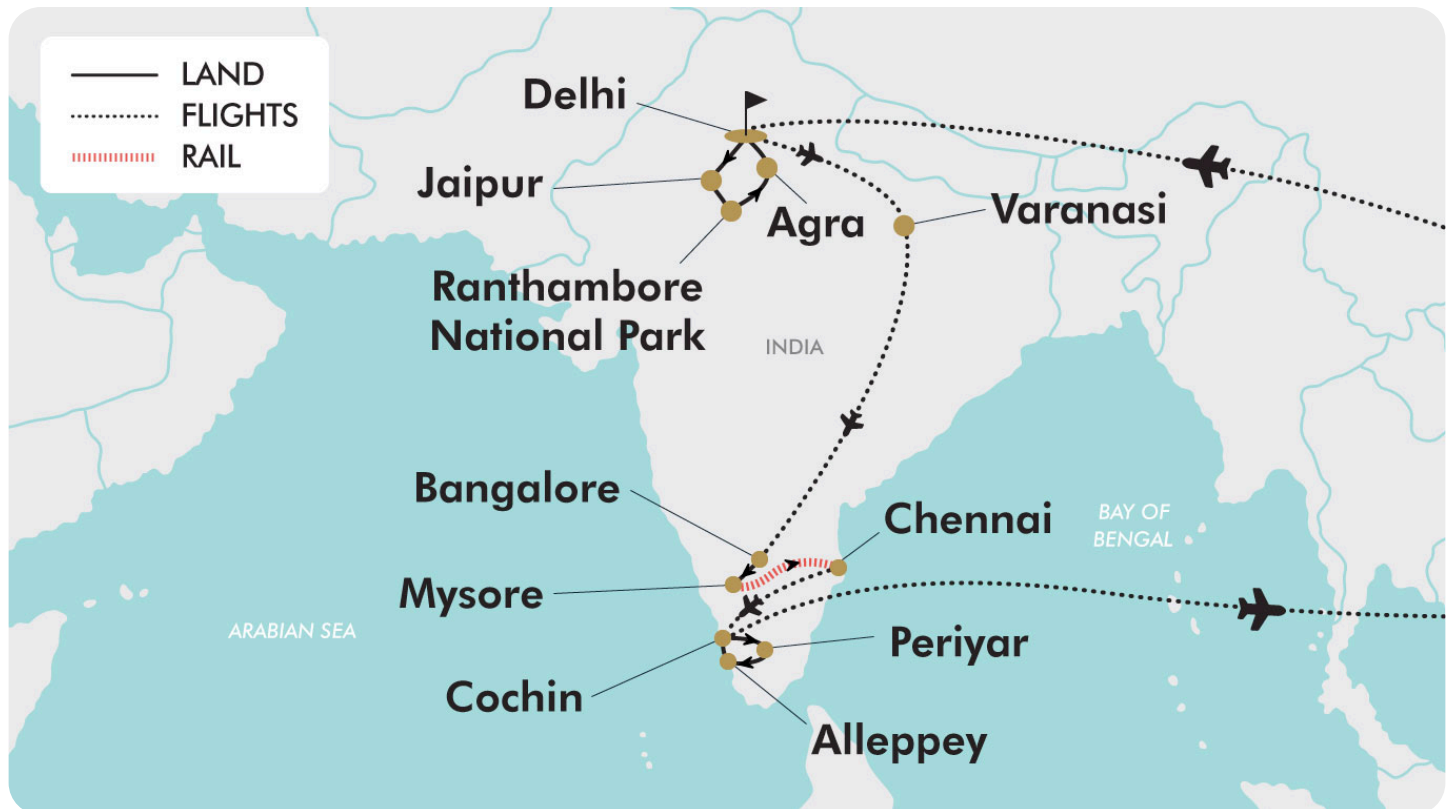 LAND
FLIGHTS
RAIL
Delhi
Jaipur
Agra
Varanasi
Ranthambore
National Park
INDIA
Bangalore
Chennai
BAY OF
BENGAL
Mysore
ARABIAN SEA
Periyar
Cochin
Alleppey